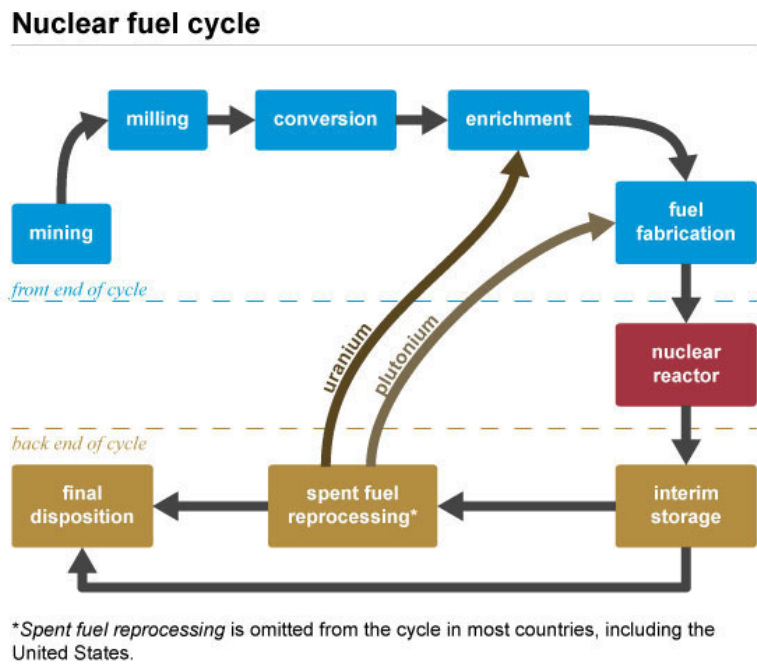 Nuclear fuel cycle
milling
conversion
enrichment
mining
fuel
fabrication
front end of cycle
uranium
plutonium
nuclear
reactor
back end of cycle
final
disposition
spent fuel
reprocessing*
interim
storage
*Spent fuel reprocessing is omitted from the cycle in most countries, including the
United States.